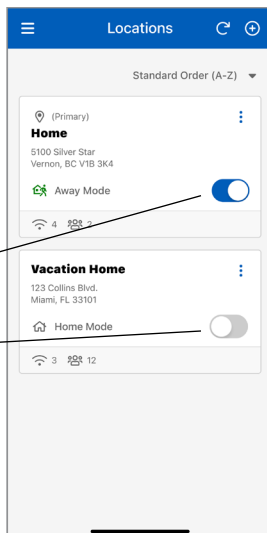 Locations
Standard Order (A-Z)
(Primary)
Home
5100 Silver Star
Vernon, BC V1B 3K4
Away Mode
4 2
Vacation Home
123 Collins Blvd.
Miami, FL 33101
Home Mode
3 12